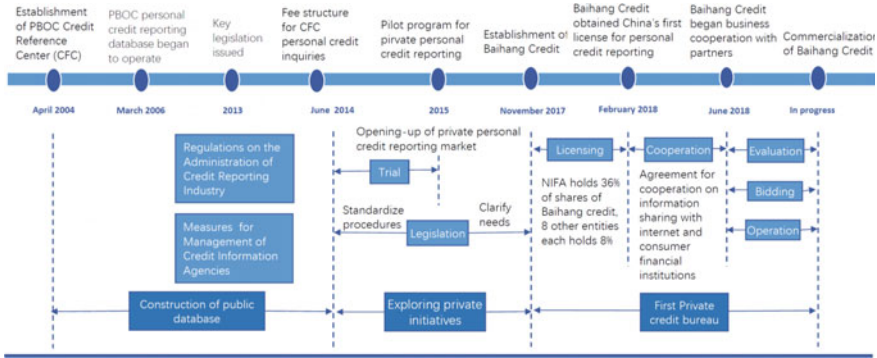 Establishment
of PBOC Credit
Reference
Center (CFC)
PBOC personal
credit reporting
database began
to operate
Key
legislation
issued
Fee structure
for CFC
personal credit
inquiries
Pilot program for
pirivate personal
credit reporting
Establishment of
Baihang Credit
Baihang Credit
obtained China's first
license for personal
credit reporting
Baihang Credit
began business
cooperation with
partners
Commercialization
of Baihang Credit
April 2004
March 2006
2013
June 2014
2015
November 2017
February 2018
June 2018
In progress
Regulations on the
Administration of
Credit Reporting
Industry
Measures for
Management of
Credit Information
Agencies
Opening-up of private personal
credit reporting market
Trial
Standardize
procedures
Clarify
needs
Legislation
Licensing
NIFA holds 36%
of shares of
Baihang credit,
8 other entities
each holds 8%
Cooperation
Agreement for
cooperation on
information
sharing with
internet and
consumer
financial
institutions
Evaluation
Bidding
Operation
Construction of public
database
Exploring private
initiatives
First Private
credit bureau